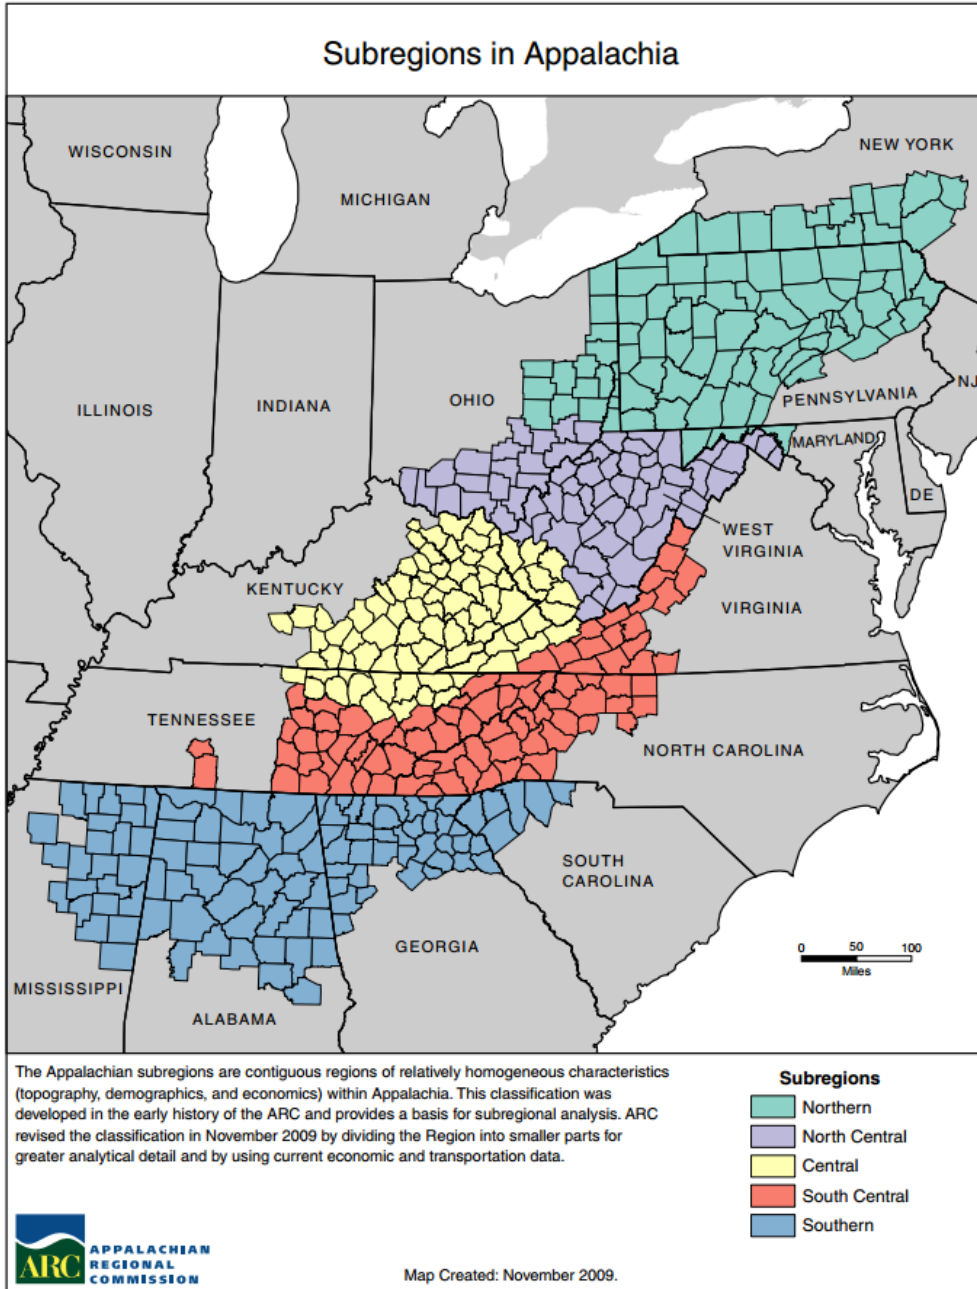 Subregions in Appalachia
WISCONSIN
MICHIGAN
NEW YORK
ILLINOIS
INDIANA
OHIO
PENNSYLVANIA
NJ
MARYLAND
DE
WEST
VIRGINIA
KENTUCKY
VIRGINIA
TENNESSEE
NORTH CAROLINA
SOUTH
CAROLINA
GEORGIA
MISSISSIPPI
ALABAMA
0 50 100
Miles
The Appalachian subregions are contiguous regions of relatively homogeneous characteristics
(topography, demographics, and economics) within Appalachia. This classification was
developed in the early history of the ARC and provides a basis for subregional analysis. ARC
revised the classification in November 2009 by dividing the Region into smaller parts for
greater analytical detail and by using current economic and transportation data.
Subregions
Northern
North Central
Central
South Central
Southern
ARC
APPALACHIAN
REGIONAL
COMMISSION
Map Created: November 2009.